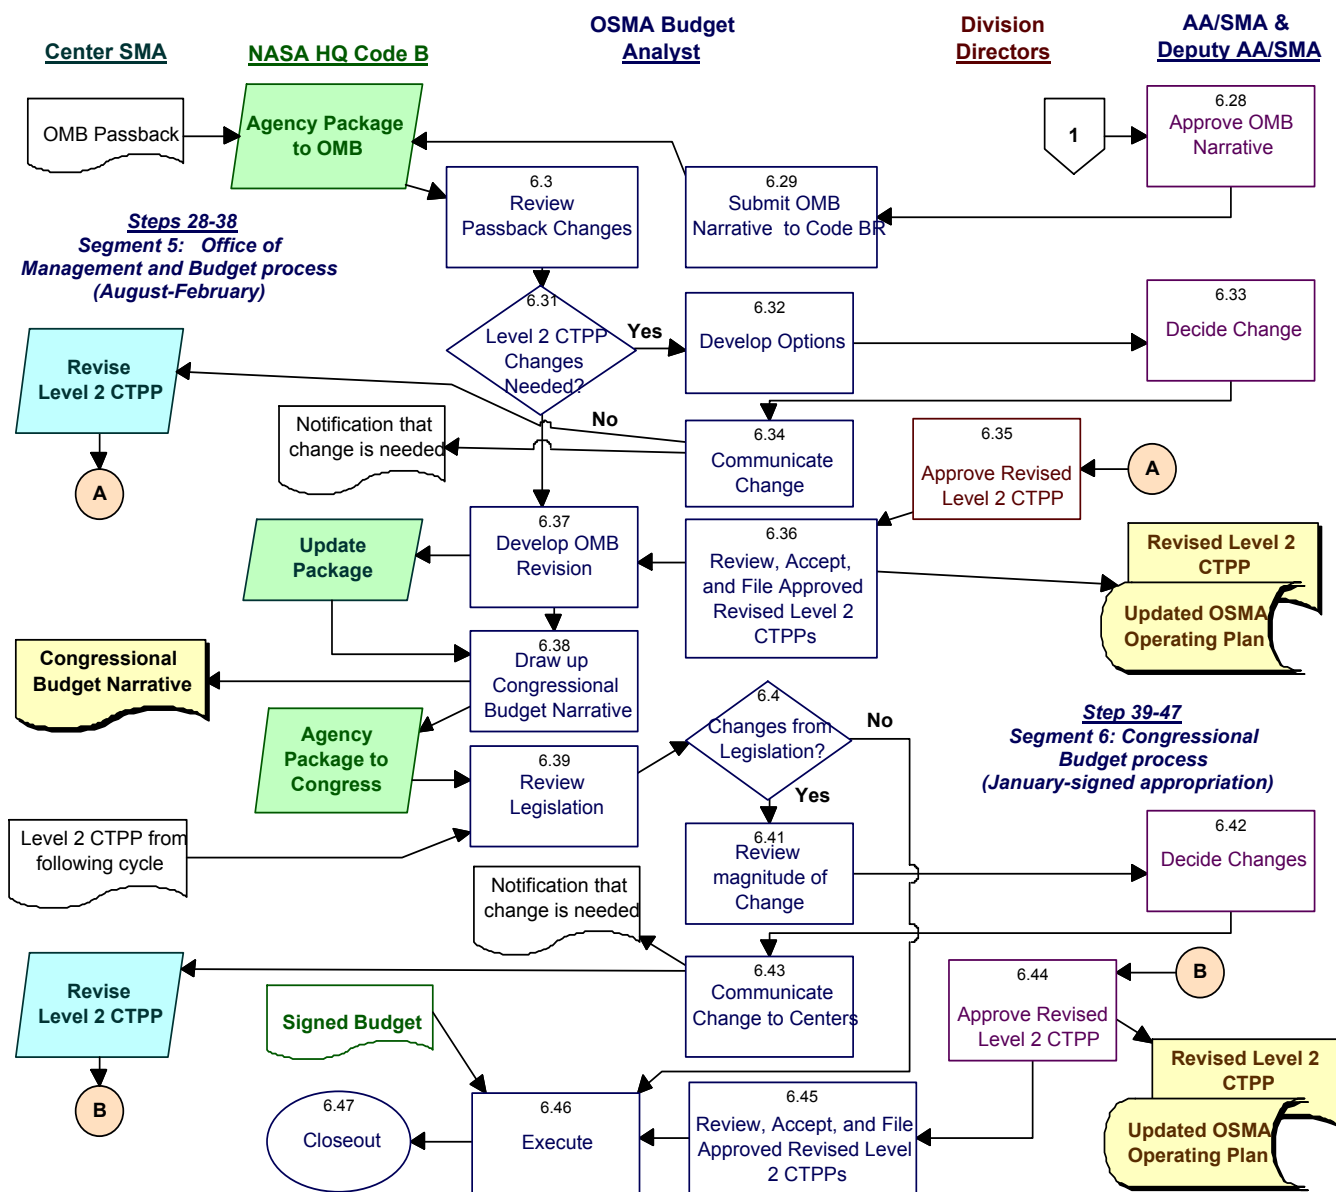 Center SMA
NASA HQ Code B
OSMA Budget
Analyst
Division
Directors
AA/SMA &
Deputy AA/SMA
OMB Passback
Agency Package
to OMB
1
6.28
Approve OMB
Narrative
6.3
Review
Passback Changes
6.29
Submit OMB
Narrative to Code BR
Steps 28-38
Segment 5: Office of
Management and Budget process
(August-February)
6.31
Level 2 CTPP
Changes
Needed?
Yes
No
6.32
Develop Options
6.33
Decide Change
Revise
Level 2 CTPP
A
Notification that
change is needed
6.34
Communicate
Change
6.35
Approve Revised
Level 2 CTPP
A
Update
Package
6.37
Develop OMB
Revision
6.36
Review, Accept,
and File Approved
Revised Level 2
CTPPs
Revised Level 2
CTPP
Updated OSMA
Operating Plan
Congressional
Budget Narrative
6.38
Draw up
Congressional
Budget Narrative
Agency
Package to
Congress
6.39
Review
Legislation
6.4
Changes from
Legislation?
No
Yes
Step 39-47
Segment 6: Congressional
Budget process
(January-signed appropriation)
Level 2 CTPP from
following cycle
6.41
Review
magnitude of
Change
6.42
Decide Changes
Notification that
change is needed
Revise
Level 2 CTPP
B
6.43
Communicate
Change to Centers
6.44
Approve Revised
Level 2 CTPP
B
Signed Budget
Revised Level 2
CTPP
Updated OSMA
Operating Plan
6.47
Closeout
6.46
Execute
6.45
Review, Accept, and File
Approved Revised Level
2 CTPPs